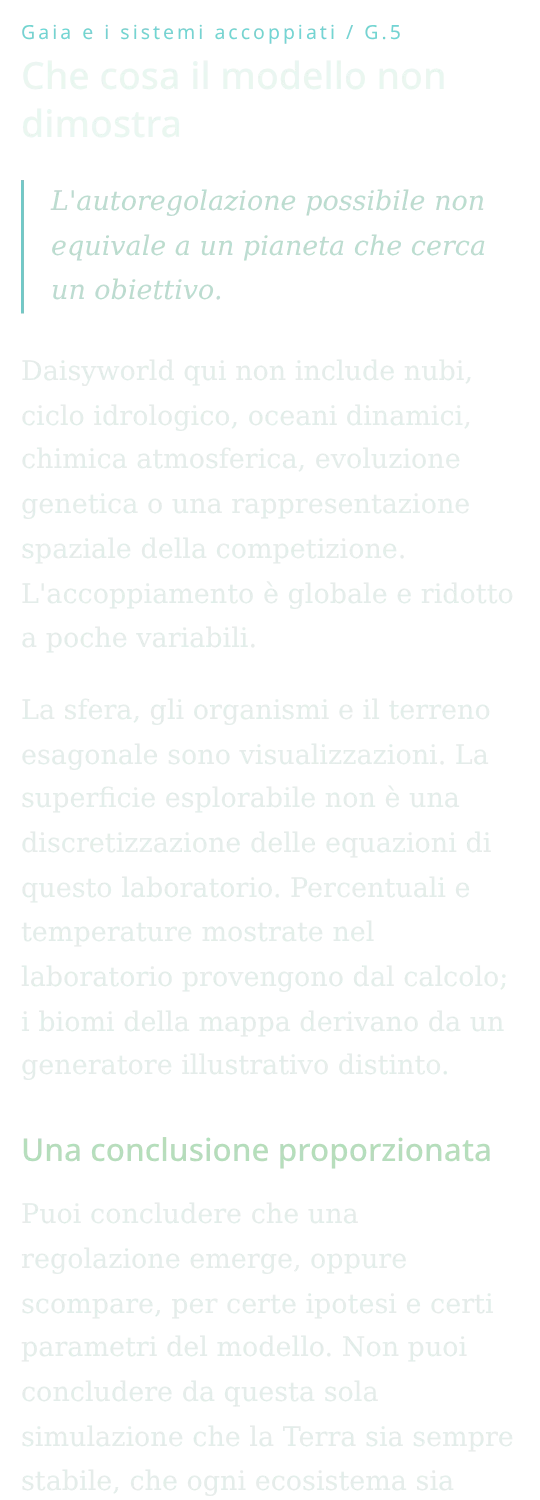 Gaia e i sistemi accoppiati / G.5
Che cosa il modello non
dimostra
L'autoregolazione possibile non
equivale a un pianeta che cerca
un obiettivo.
Daisyworld qui non include nubi,
ciclo idrologico, oceani dinamici,
chimica atmosferica, evoluzione
genetica o una rappresentazione
spaziale della competizione.
L'accoppiamento è globale e ridotto
a poche variabili.
La sfera, gli organismi e il terreno
esagonale sono visualizzazioni. La
superficie esplorabile non è una
discretizzazione delle equazioni di
questo laboratorio. Percentuali e
temperature mostrate nel
laboratorio provengono dal calcolo;
i biomi della mappa derivano da un
generatore illustrativo distinto.
Una conclusione proporzionata
Puoi concludere che una
regolazione emerge, oppure
scompare, per certe ipotesi e certi
parametri del modello. Non puoi
concludere da questa sola
simulazione che la Terra sia sempre
stabile, che ogni ecosistema sia